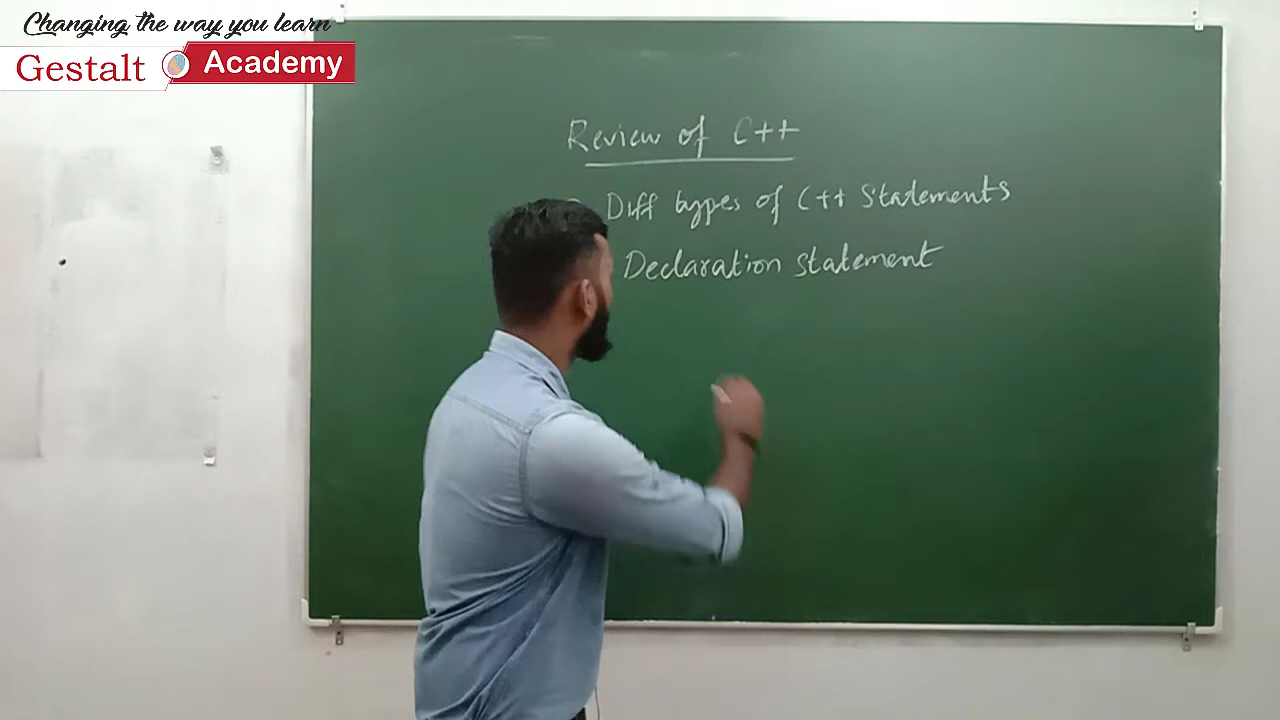 Changing the way you learn
Gestalt Academy
Review of C++
Diff types of C++ Statements
Declaration statement